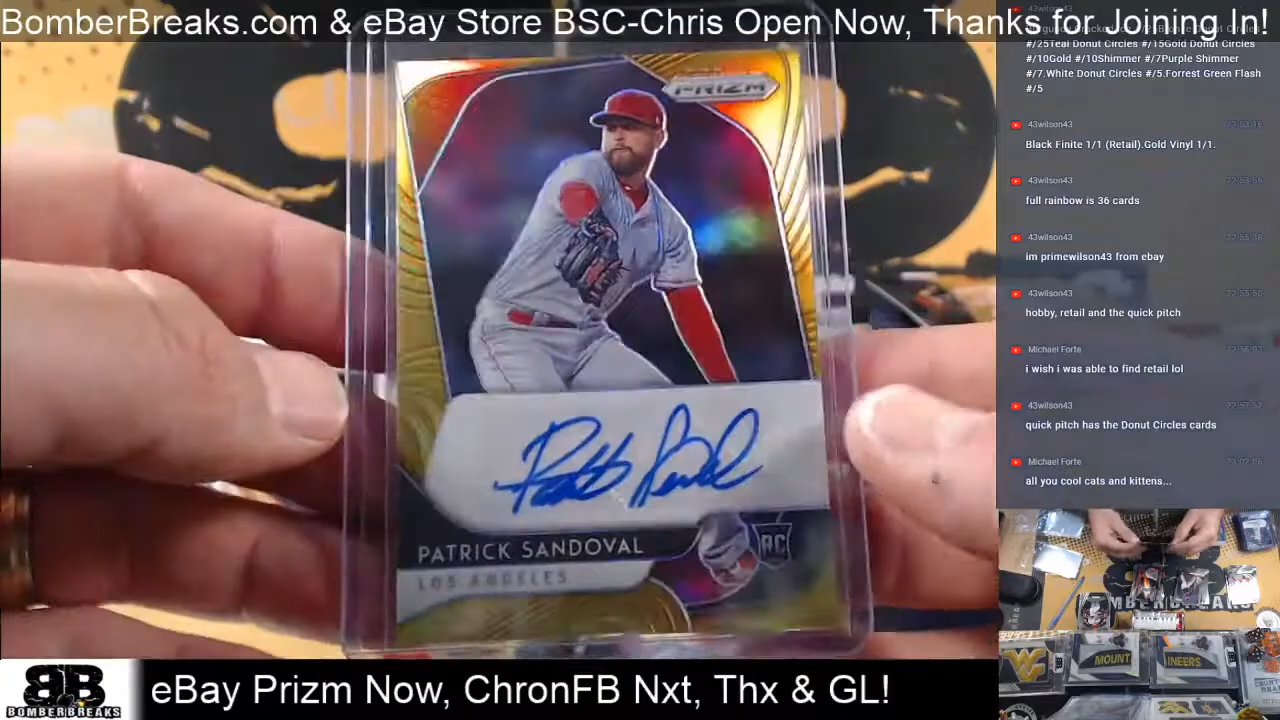 BomberBreaks.com & eBay Store BSC-Chris Open Now, Thanks for Joining In!
#/25Teal Donut Circles #/15Gold Donut Circles
#/10Gold #/10Shimmer #/7Purple Shimmer
#/7.White Donut Circles #/5.Forrest Green Flash
#/5
43wilson43
Black Finite 1/1 (Retail).Gold Vinyl 1/1.
43wilson43
full rainbow is 36 cards
43wilson43
im primewilson43 from ebay
43wilson43
hobby, retail and the quick pitch
Michael Forte
i wish i was able to find retail lol
43wilson43
quick pitch has the Donut Circles cards
Michael Forte
all you cool cats and kittens...
PRIZM
PATRICK SANDOVAL
RC
LOS ANGELES
MOUNT
INEERS
BOMBERBREAKS
eBay Prizm Now, ChronFB Nxt, Thx & GL!